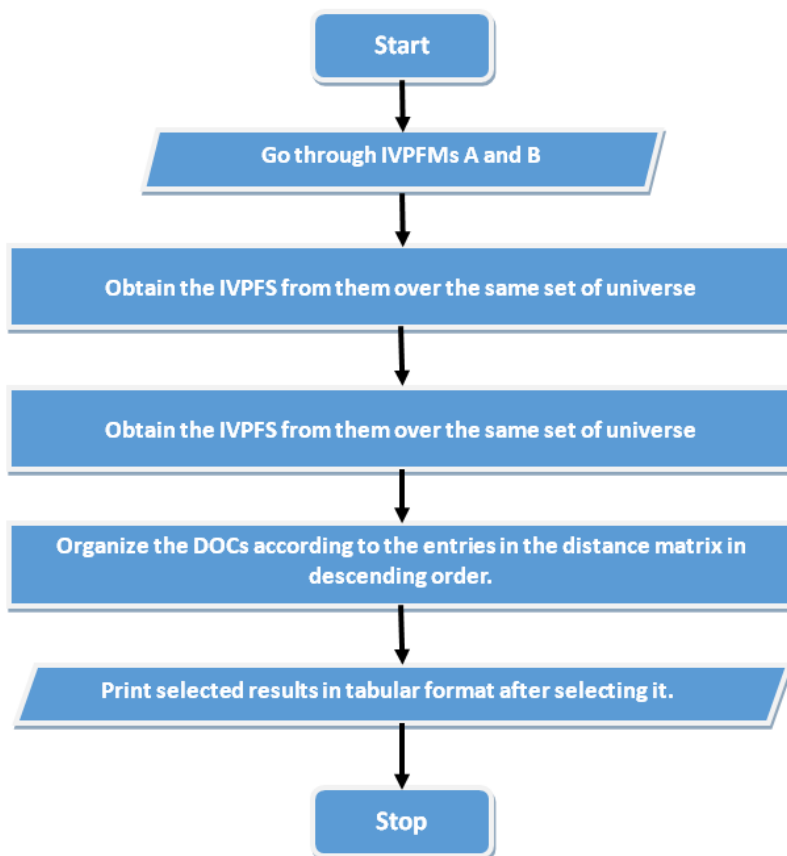 Start
Go through IVPFMs A and B
Obtain the IVPFS from them over the same set of universe
Obtain the IVPFS from them over the same set of universe
Organize the DOCs according to the entries in the distance matrix in
descending order.
Print selected results in tabular format after selecting it.
Stop